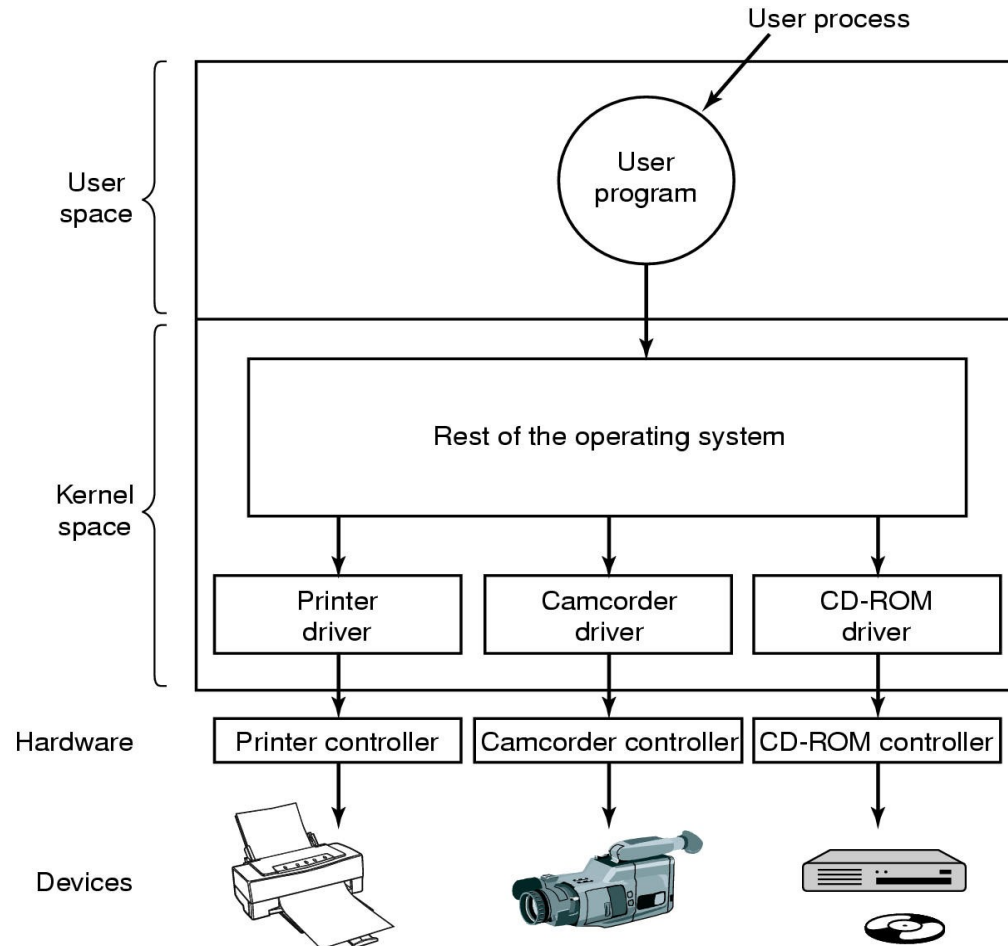 User process
User
program
User
space
Rest of the operating system
Kernel
space
Printer
driver
Camcorder
driver
CD-ROM
driver
Hardware
Printer controller
Camcorder controller
CD-ROM controller
Devices